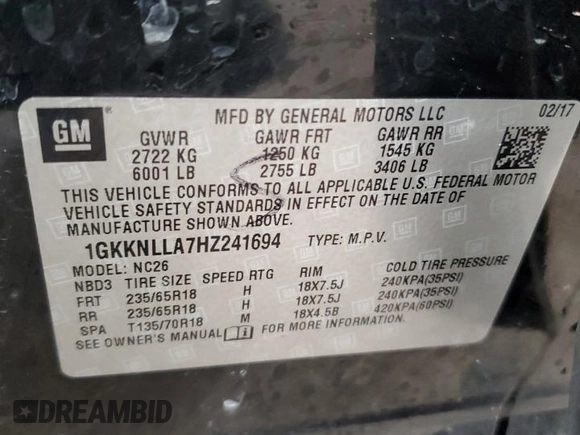 GM
MFD BY GENERAL MOTORS LLC
02/17
GVWR GAWR FRT GAWR RR
2722 KG 1250 KG 1545 KG
6001 LB 2755 LB 3406 LB
THIS VEHICLE CONFORMS TO ALL APPLICABLE U.S. FEDERAL MOTOR
VEHICLE SAFETY STANDARDS IN EFFECT ON THE DATE OF
MANUFACTURE SHOWN ABOVE.
1GKKNLLA7HZ241694 TYPE: M.P.V.
MODEL: NC26
NBD3 TIRE SIZE SPEED RTG RIM COLD TIRE PRESSURE
FRT 235/65R18 H 18X7.5J 240KPA(35PSI)
RR 235/65R18 H 18X7.5J 240KPA(35PSI)
SPA T135/70R18 M 18X4.5B 420KPA(60PSI)
SEE OWNER'S MANUAL FOR MORE INFORMATION.
DREAMBID